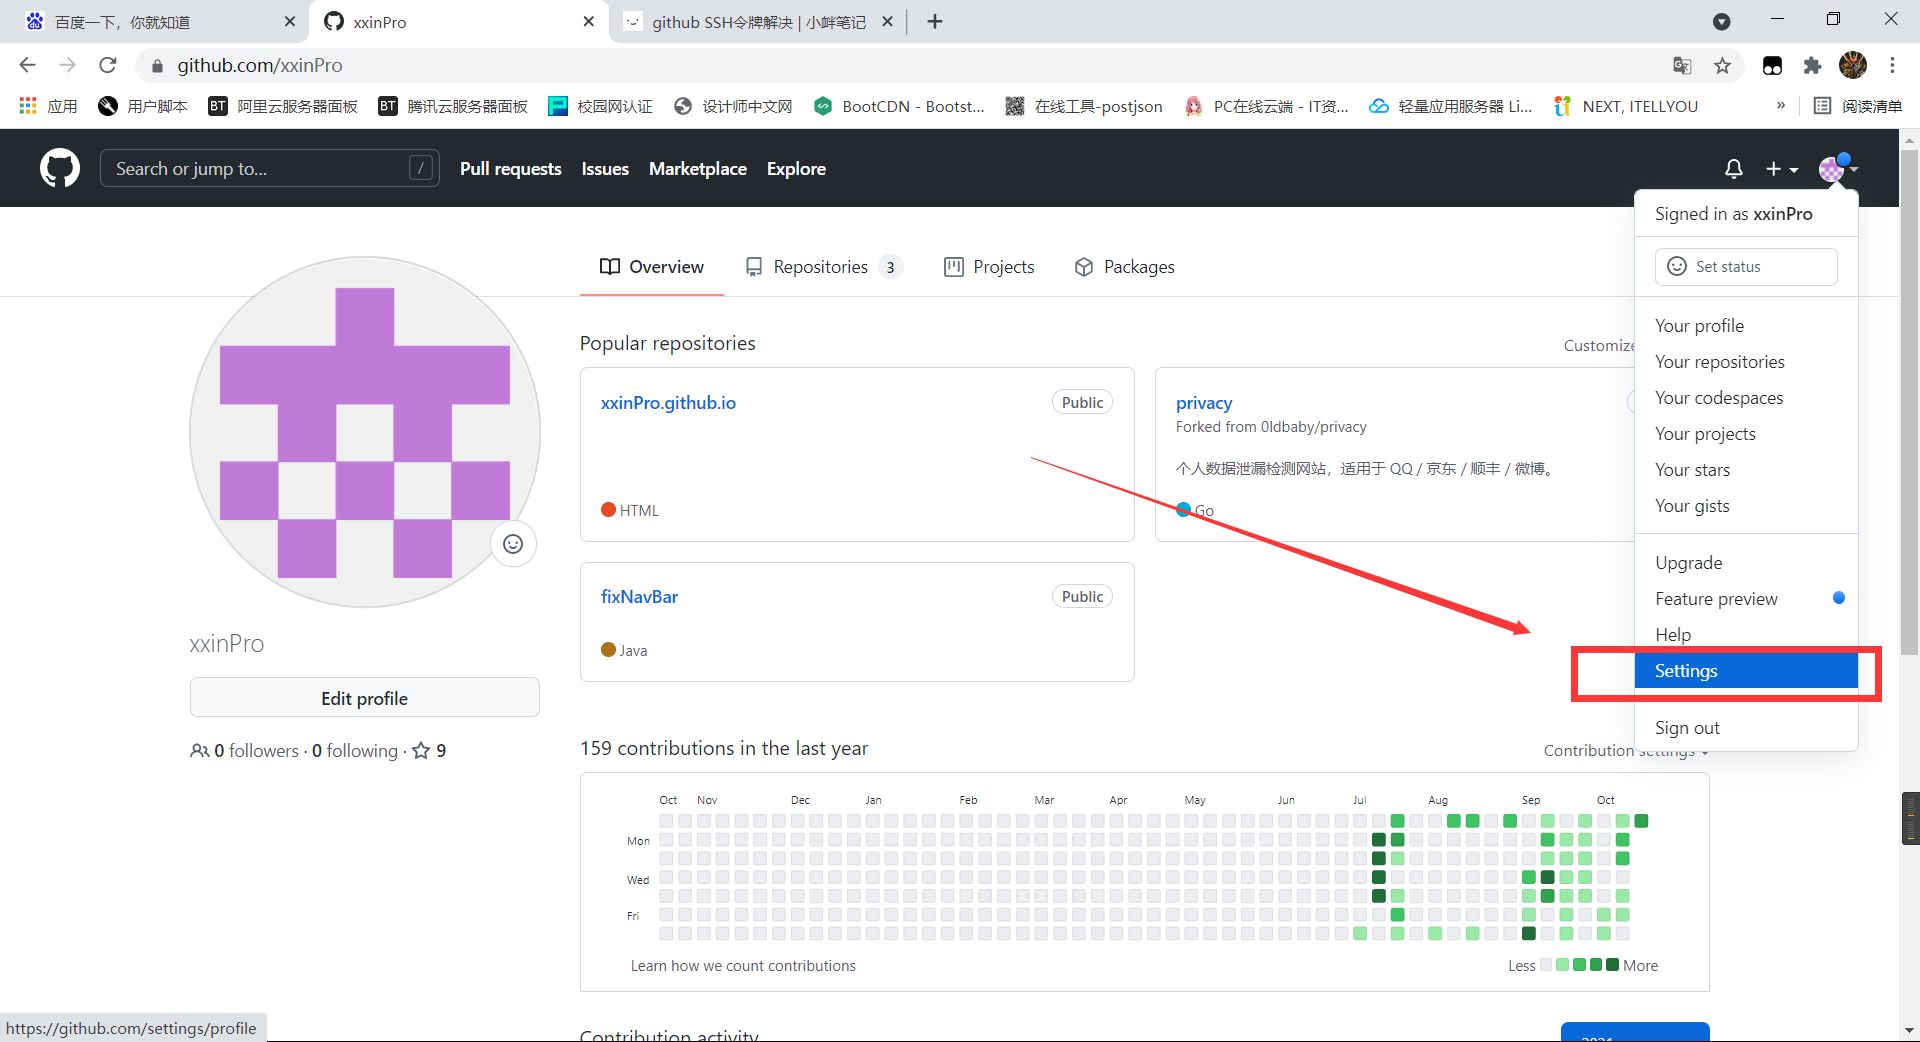 百度一下，你就知道
xxinPro
github SSH令牌解决 | 小衅笔记
github.com/xxinPro
应用
用户脚本
BT 阿里云服务器面板
BT 腾讯云服务器面板
校园网认证
设计师中文网
BootCDN - Bootst...
在线工具-postjson
PC在线云端 - IT资...
轻量应用服务器 Li...
NEXT, ITELLYOU
»
阅读清单
Search or jump to...
/
Pull requests
Issues
Marketplace
Explore
Signed in as xxinPro
Set status
Your profile
Your repositories
Your codespaces
Your projects
Your stars
Your gists
Upgrade
Feature preview
Help
Settings
Sign out
Overview
Repositories 3
Projects
Packages
xxinPro
Edit profile
0 followers · 0 following · 9
Popular repositories
Customize
xxinPro.github.io
Public
HTML
privacy
Forked from 0ldbaby/privacy
个人数据泄漏检测网站，适用于 QQ / 京东 / 顺丰 / 微博。
Go
fixNavBar
Public
Java
159 contributions in the last year
Contribution settings
Oct Nov Dec Jan Feb Mar Apr May Jun Jul Aug Sep Oct
Mon
Wed
Fri
Learn how we count contributions
Less More
Contribution activity
2021
https://github.com/settings/profile